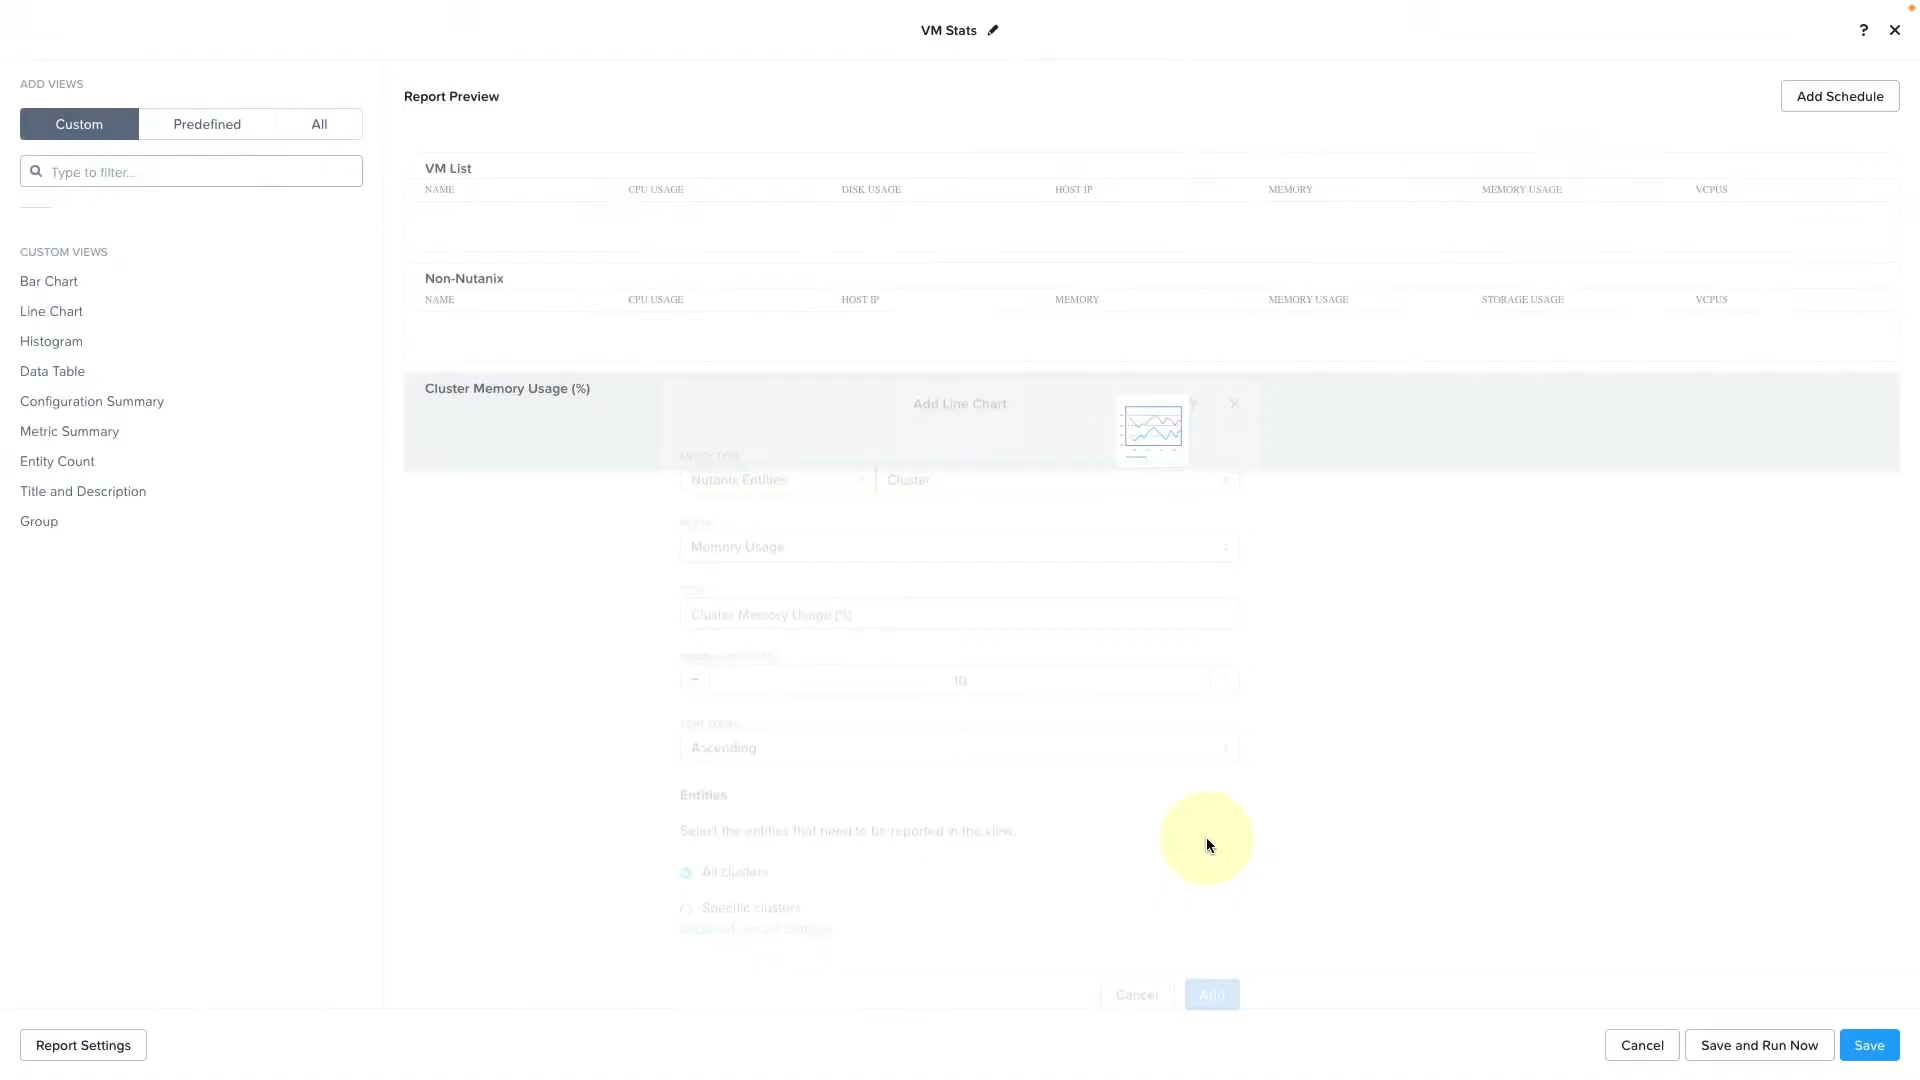 VM Stats
?
ADD VIEWS
Custom
Predefined
All
Type to filter...
Report Preview
Add Schedule
VM List
NAME CPU USAGE DISK USAGE HOST IP MEMORY MEMORY USAGE VCPUS
Non-Nutanix
NAME CPU USAGE HOST IP MEMORY MEMORY USAGE STORAGE USAGE VCPUS
CUSTOM VIEWS
Bar Chart
Line Chart
Histogram
Data Table
Configuration Summary
Metric Summary
Entity Count
Title and Description
Group
Cluster Memory Usage (%)
Add Line Chart
?
ENTITY TYPE
Nutanix Entities
Cluster
Memory Usage
Cluster Memory Usage (%)
10
SORT ORDER
Ascending
Entities
Select the entities that need to be reported in the view.
All clusters
Specific clusters
Cancel
Add
Report Settings
Cancel
Save and Run Now
Save